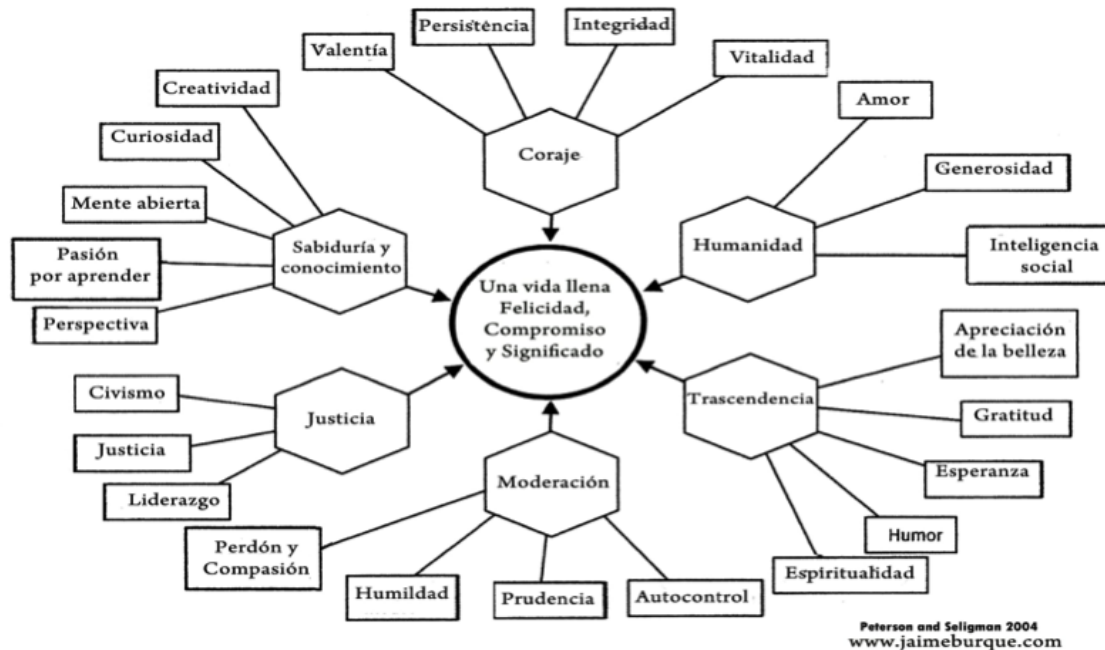 Persistencia
Integridad
Valentía
Vitalidad
Creatividad
Amor
Curiosidad
Coraje
Generosidad
Mente abierta
Sabiduría y
conocimiento
Humanidad
Inteligencia
social
Pasión
por aprender
Perspectiva
Una vida llena
Felicidad,
Compromiso
y Significado
Apreciación
de la belleza
Civismo
Justicia
Trascendencia
Gratitud
Justicia
Esperanza
Liderazgo
Moderación
Humor
Perdón y
Compasión
Espiritualidad
Humildad
Prudencia
Autocontrol
Peterson and Seligman 2004
www.jaimeburque.com